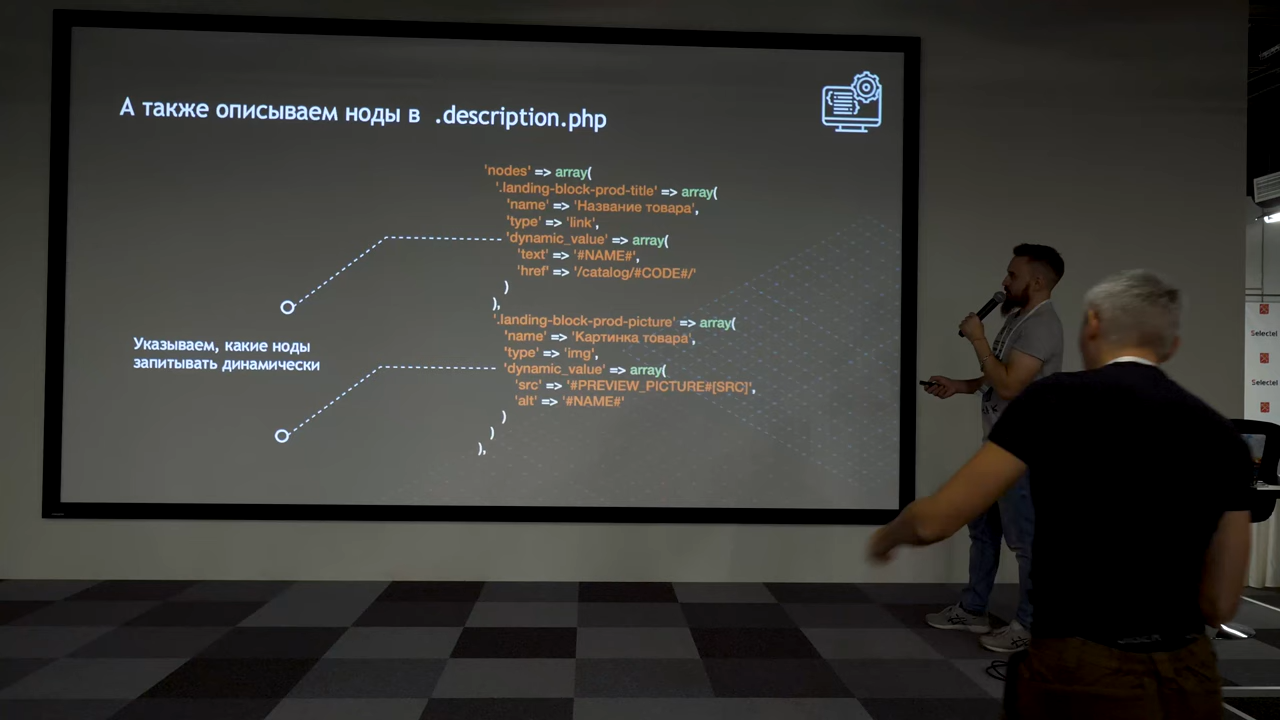 А также описываем ноды в .description.php
'nodes' => array(
'.landing-block-prod-title' => array(
'name' => 'Название товара',
'type' => 'link',
'dynamic_value' => array(
'text' => '#NAME#',
'href' => '/catalog/#CODE#/'
)
),
'.landing-block-prod-picture' => array(
'name' => 'Картинка товара',
'type' => 'img',
'dynamic_value' => array(
'src' => '#PREVIEW_PICTURE#[SRC]',
'alt' => '#NAME#'
)
)
),
Указываем, какие ноды
запитывать динамически
Selectel
Selectel